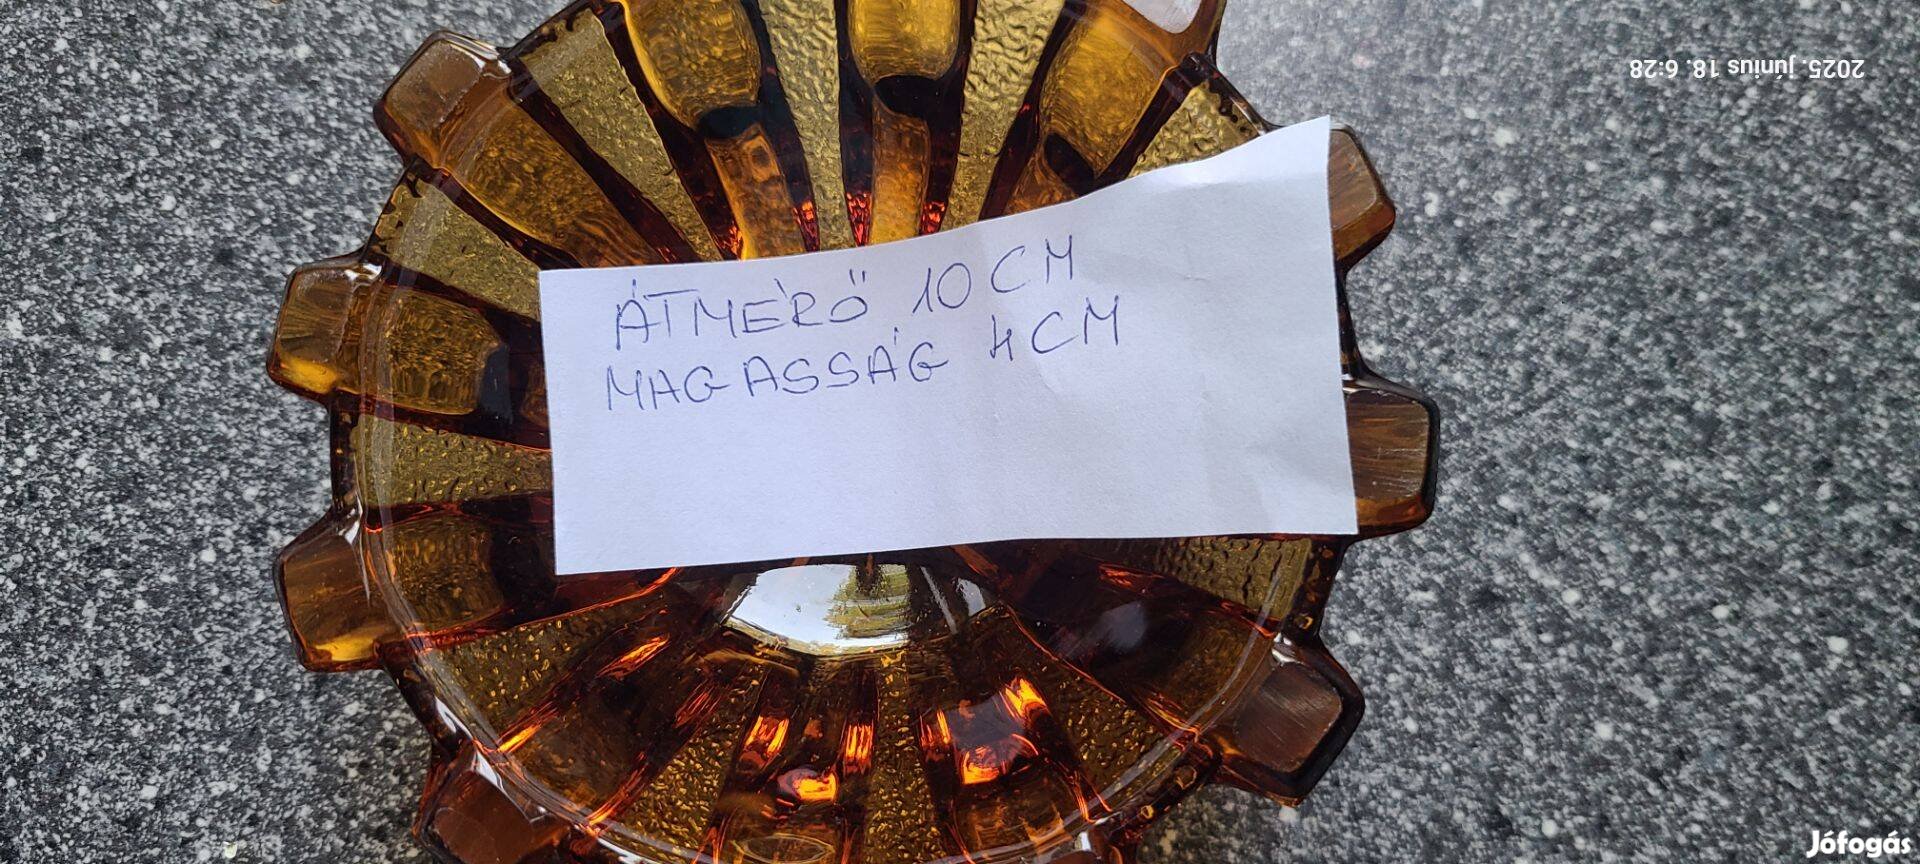 2025. június 18. 6:28
ÁTMÉRŐ 10 CM
MAGASSÁG 4CM
Jófogás